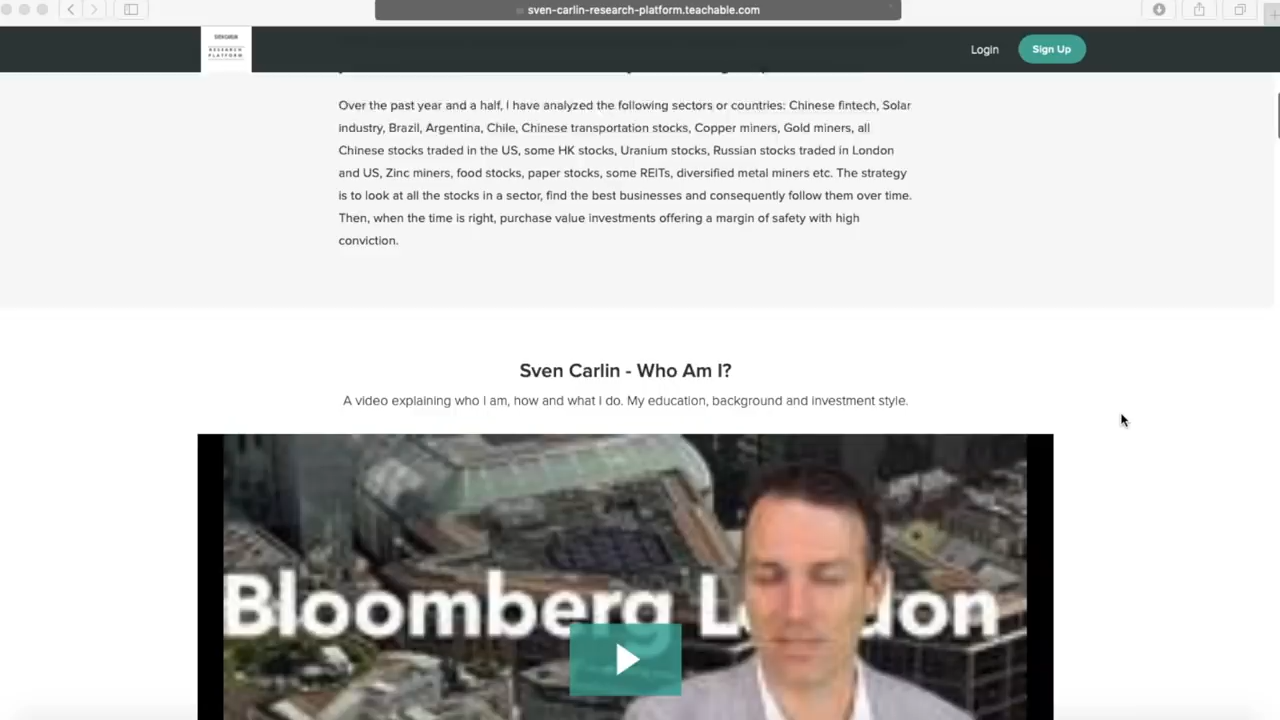 sven-carlin-research-platform.teachable.com
SVEN CARLIN
RESEARCH
PLATFORM
Login
Sign Up
Over the past year and a half, I have analyzed the following sectors or countries: Chinese fintech, Solar
industry, Brazil, Argentina, Chile, Chinese transportation stocks, Copper miners, Gold miners, all
Chinese stocks traded in the US, some HK stocks, Uranium stocks, Russian stocks traded in London
and US, Zinc miners, food stocks, paper stocks, some REITs, diversified metal miners etc. The strategy
is to look at all the stocks in a sector, find the best businesses and consequently follow them over time.
Then, when the time is right, purchase value investments offering a margin of safety with high
conviction.
Sven Carlin - Who Am I?
A video explaining who I am, how and what I do. My education, background and investment style.
Bloomberg L don